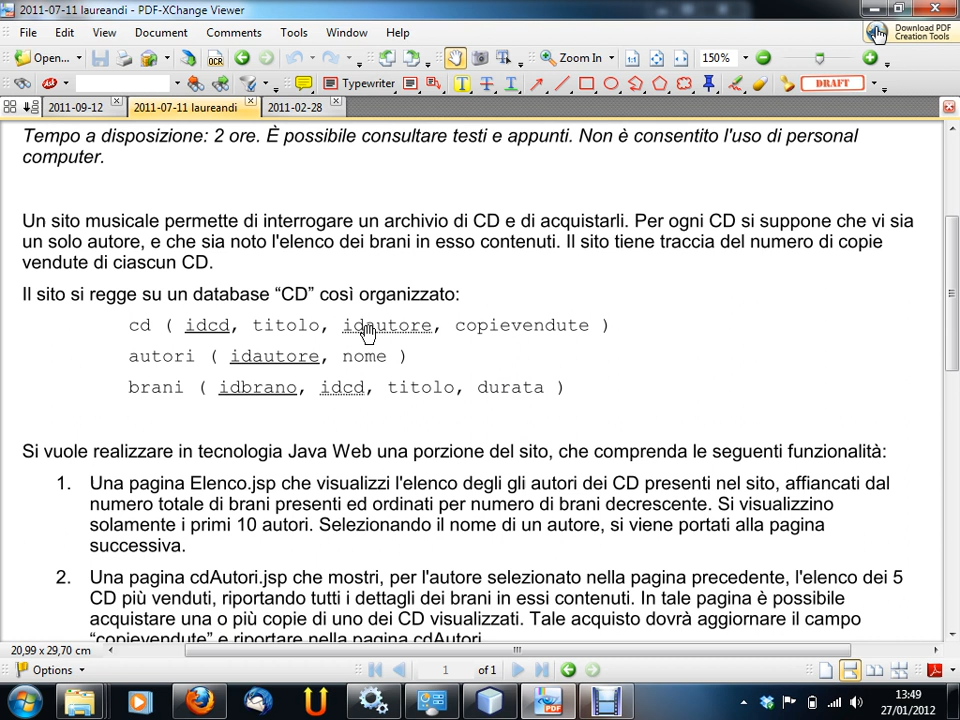 2011-07-11 laureandi - PDF-XChange Viewer
File Edit View Document Comments Tools Window Help
Download PDF
Creation Tools
Open... OCR Zoom In 150%
Typewriter DRAFT
2011-09-12 2011-07-11 laureandi 2011-02-28
Tempo a disposizione: 2 ore. È possibile consultare testi e appunti. Non è consentito l'uso di personal
computer.
Un sito musicale permette di interrogare un archivio di CD e di acquistarli. Per ogni CD si suppone che vi sia
un solo autore, e che sia noto l'elenco dei brani in esso contenuti. Il sito tiene traccia del numero di copie
vendute di ciascun CD.
Il sito si regge su un database “CD” così organizzato:
cd ( idcd, titolo, idautore, copievendute )
autori ( idautore, nome )
brani ( idbrano, idcd, titolo, durata )
Si vuole realizzare in tecnologia Java Web una porzione del sito, che comprenda le seguenti funzionalità:
1. Una pagina Elenco.jsp che visualizzi l'elenco degli gli autori dei CD presenti nel sito, affiancati dal
numero totale di brani presenti ed ordinati per numero di brani decrescente. Si visualizzino
solamente i primi 10 autori. Selezionando il nome di un autore, si viene portati alla pagina
successiva.
2. Una pagina cdAutori.jsp che mostri, per l'autore selezionato nella pagina precedente, l'elenco dei 5
CD più venduti, riportando tutti i dettagli dei brani in essi contenuti. In tale pagina è possibile
acquistare una o più copie di uno dei CD visualizzati. Tale acquisto dovrà aggiornare il campo
“copievendute” e riportare nella pagina cdAutori.
20,99 x 29,70 cm
Options 1 of 1
PDF
13:49
27/01/2012